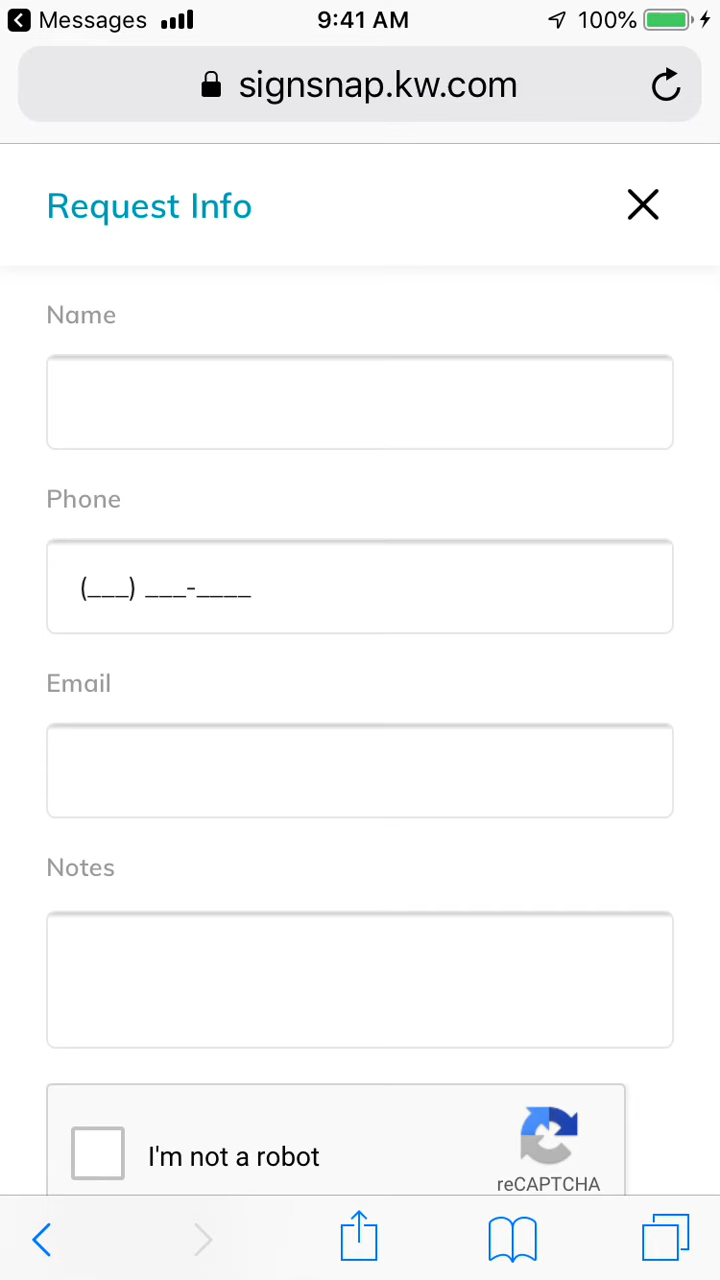 Messages 9:41 AM 100%
signsnap.kw.com
Request Info
Name
Phone
(___) ___-____
Email
Notes
I'm not a robot
reCAPTCHA